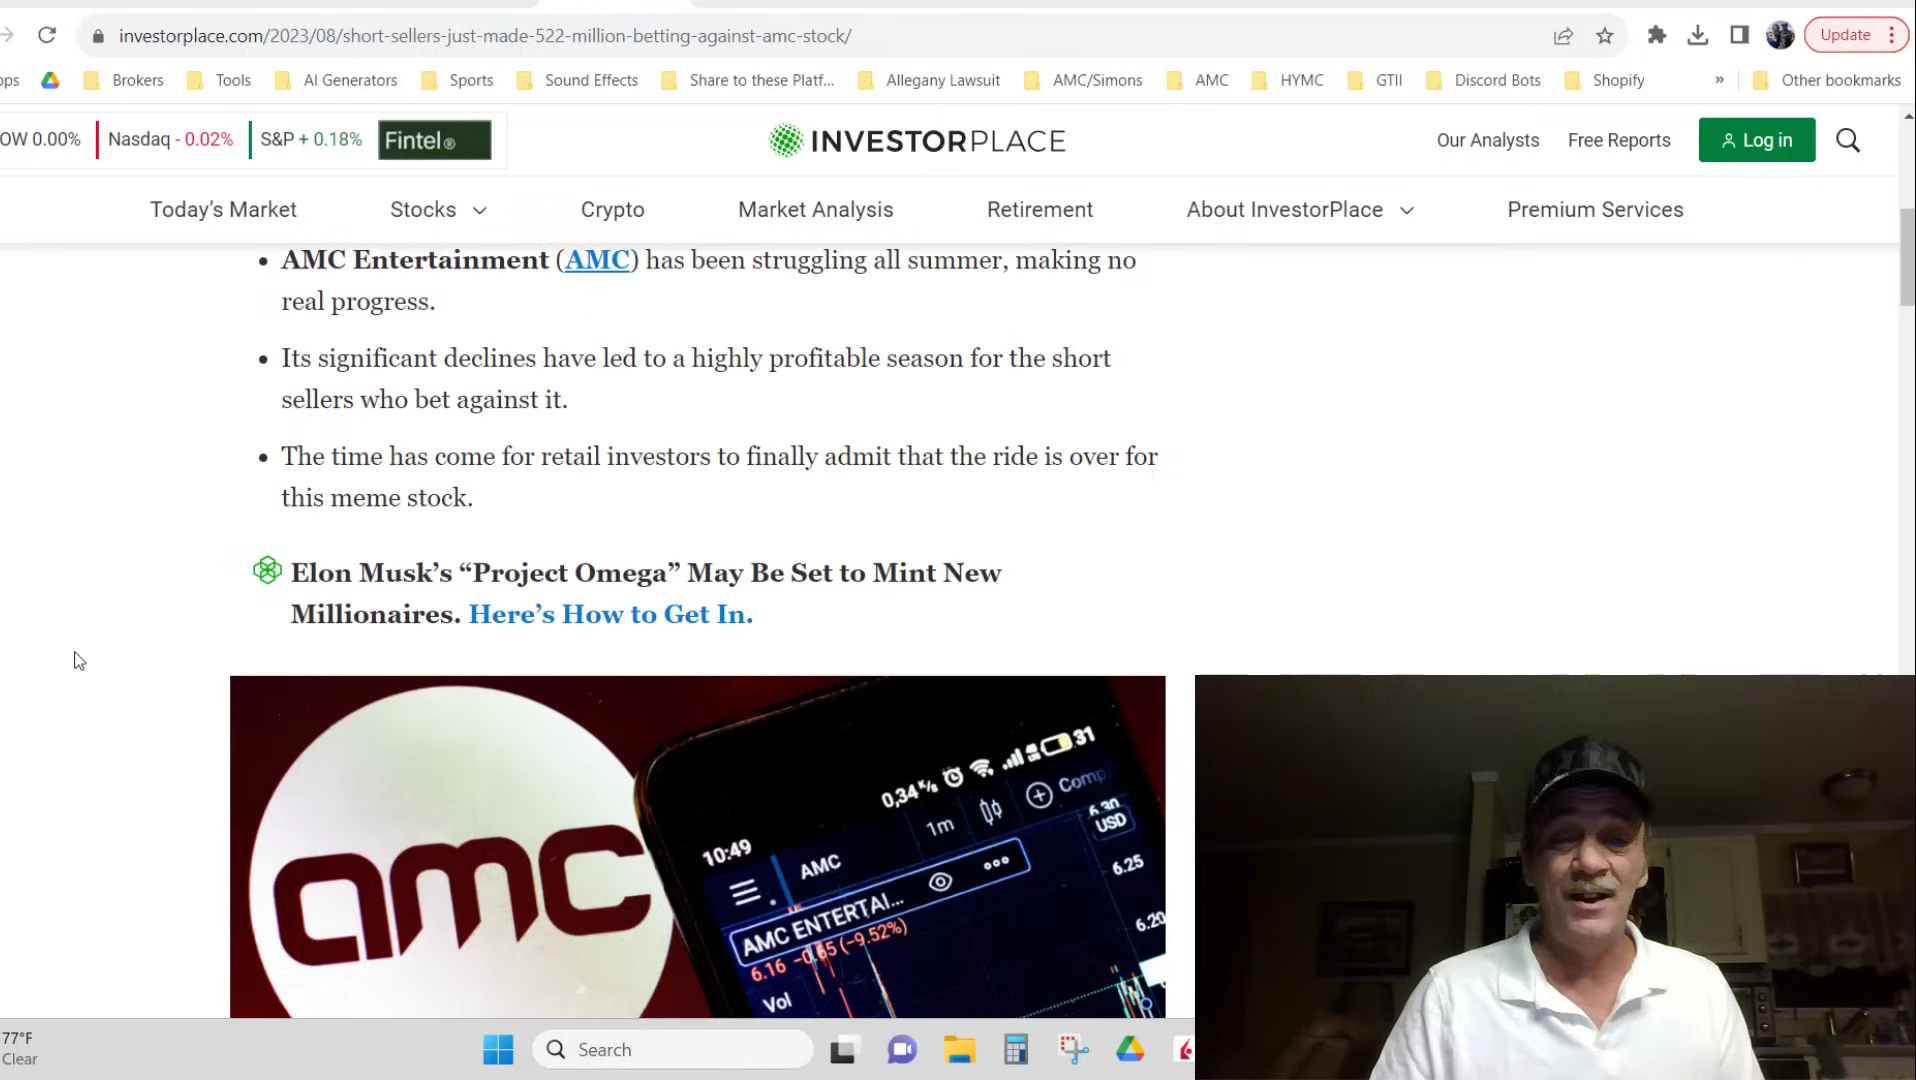 investorplace.com/2023/08/short-sellers-just-made-522-million-betting-against-amc-stock/
Update
Brokers Tools AI Generators Sports Sound Effects Share to these Platf... Allegany Lawsuit AMC/Simons AMC HYMC GTII Discord Bots Shopify » Other bookmarks
0.00% Nasdaq - 0.02% S&P + 0.18% Fintel®
INVESTORPLACE
Our Analysts Free Reports Log in
Today's Market Stocks Crypto Market Analysis Retirement About InvestorPlace Premium Services
• AMC Entertainment (AMC) has been struggling all summer, making no
real progress.
• Its significant declines have led to a highly profitable season for the short
sellers who bet against it.
• The time has come for retail investors to finally admit that the ride is over for
this meme stock.
Elon Musk's “Project Omega” May Be Set to Mint New
Millionaires. Here's How to Get In.
amc
0,34 K/s 31
10:49
1m
AMC
6.30
USD
6.25
AMC ENTERTAI...
6.16 -0.65 (-9.52%)
6.20
Vol
77°F
Clear
Search